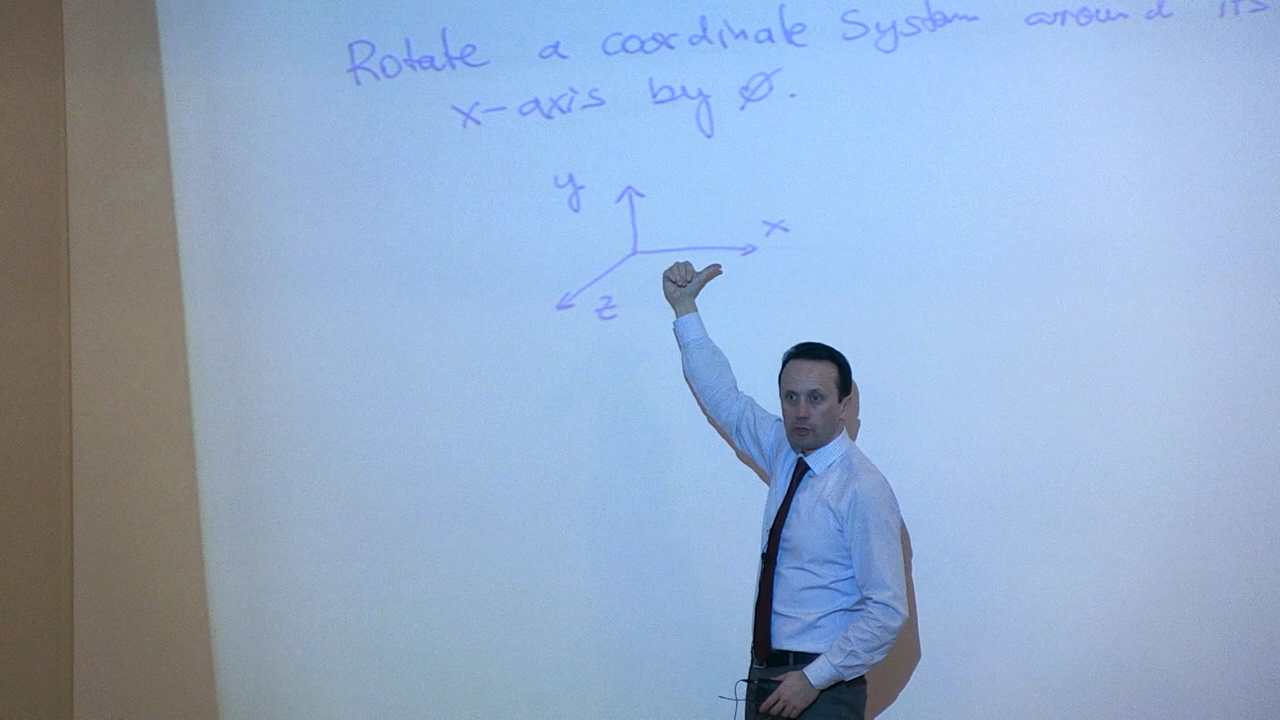 Rotate a coordinate System around its
x-axis by ø.
y
x
z